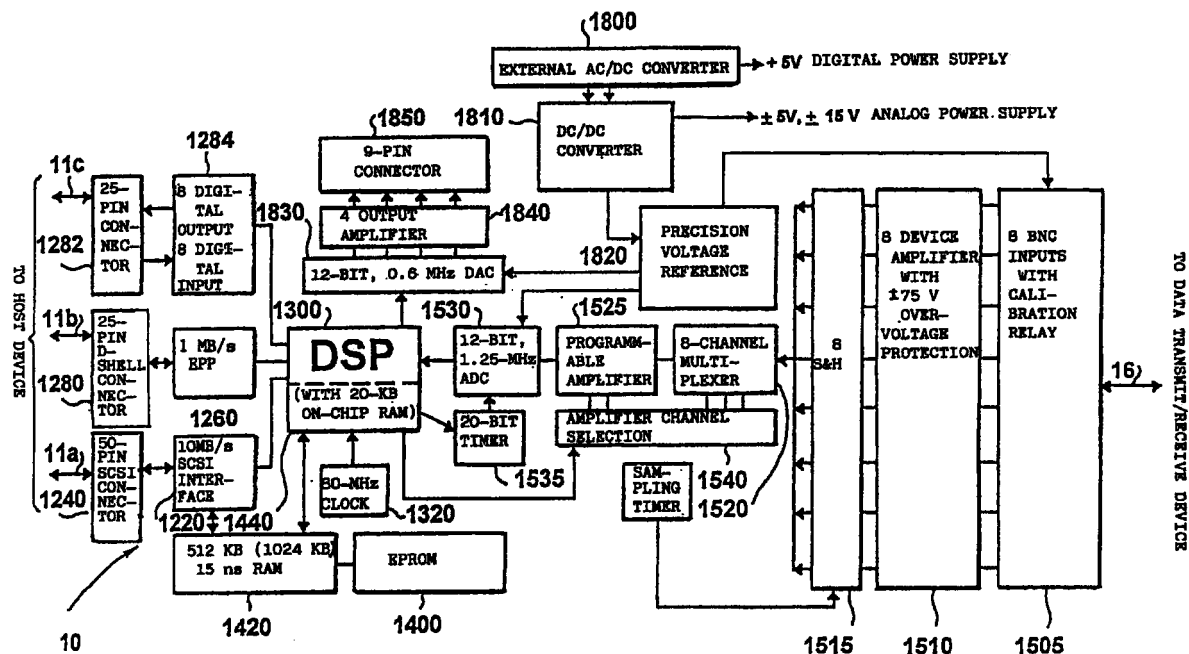 1800
EXTERNAL AC/DC CONVERTER
+5V DIGITAL POWER SUPPLY
1810
DC/DC
CONVERTER
± 5V, ± 15 V ANALOG POWER.SUPPLY
1850
9-PIN
CONNECTOR
1284
11c
25-
PIN
CON-
NEC-
TOR
1282
8 DIGI-
TAL
OUTPUT
8 DIGI-
TAL
INPUT
1830
4 OUTPUT
AMPLIFIER
1840
12-BIT, .0.6 MHz DAC
1820
PRECISION
VOLTAGE
REFERENCE
TO HOST DEVICE
11b
25-
PIN
D-
SHELL
CON-
NEC-
TOR
1280
1 MB/s
EPP
1260
1300
DSP
(WITH 20-KB
ON-CHIP RAM)
1530
12-BIT,
1.25-MHz
ADC
1525
PROGRAMM-
ABLE
AMPLIFIER
8-CHANNEL
MULTI-
PLEXER
8
S&H
8 DEVICE
AMPLIFIER
WITH
±75 V
OVER-
VOLTAGE
PROTECTION
8 BNC
INPUTS
WITH
CALI-
BRATION
RELAY
16
TO DATA TRANSMIT/RECEIVE DEVICE
20-BIT
TIMER
1535
AMPLIFIER CHANNEL
SELECTION
1540
1520
SAM-
PLING
TIMER
11a
50-
PIN
SCSI
CON-
NEC-
TOR
1240
10MB/s
SCSI
INTER-
FACE
1220
1440
80-MHz
CLOCK
1320
512 KB (1024 KB)
15 ns RAM
EPROM
10
1420
1400
1515
1510
1505